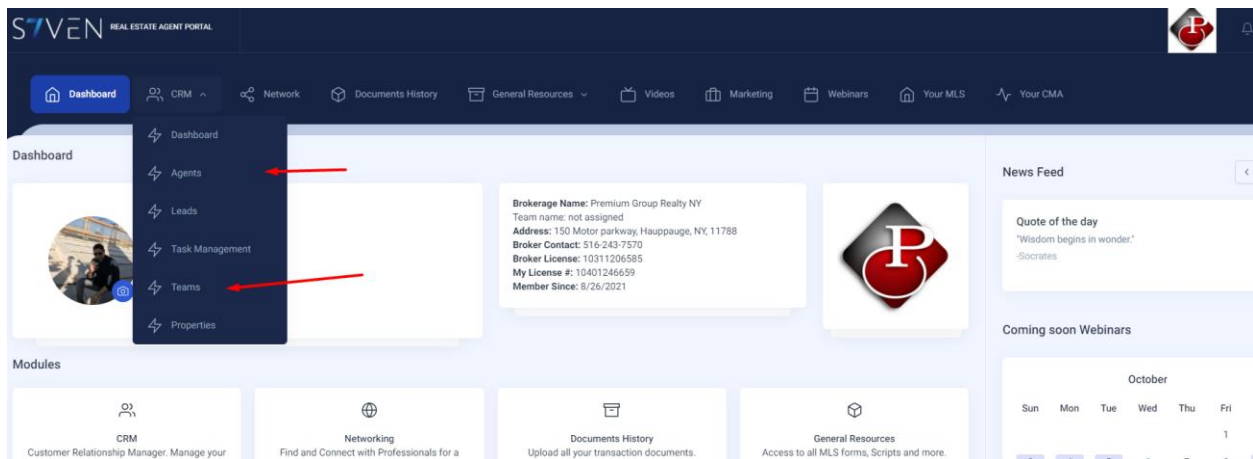 S7VEN REAL ESTATE AGENT PORTAL
Dashboard CRM Network Documents History General Resources Videos Marketing Webinars Your MLS Your CMA
Dashboard
Agents
Leads
Task Management
Teams
Properties
Dashboard
Brokerage Name: Premium Group Realty NY
Team name: not assigned
Address: 150 Motor parkway, Hauppauge, NY, 11788
Broker Contact: 516-243-7570
Broker License: 10311206585
My License #: 10401246659
Member Since: 8/26/2021
News Feed
Quote of the day
"Wisdom begins in wonder."
-Socrates
Coming soon Webinars
October
Sun Mon Tue Wed Thu Fri
1
Modules
CRM
Customer Relationship Manager. Manage your
Networking
Find and Connect with Professionals for a
Documents History
Upload all your transaction documents.
General Resources
Access to all MLS forms, Scripts and more.